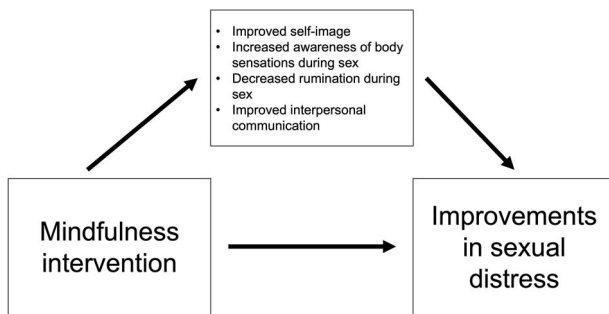 • Improved self-image
• Increased awareness of body
sensations during sex
• Decreased rumination during
sex
• Improved interpersonal
communication
Mindfulness
intervention
Improvements
in sexual
distress